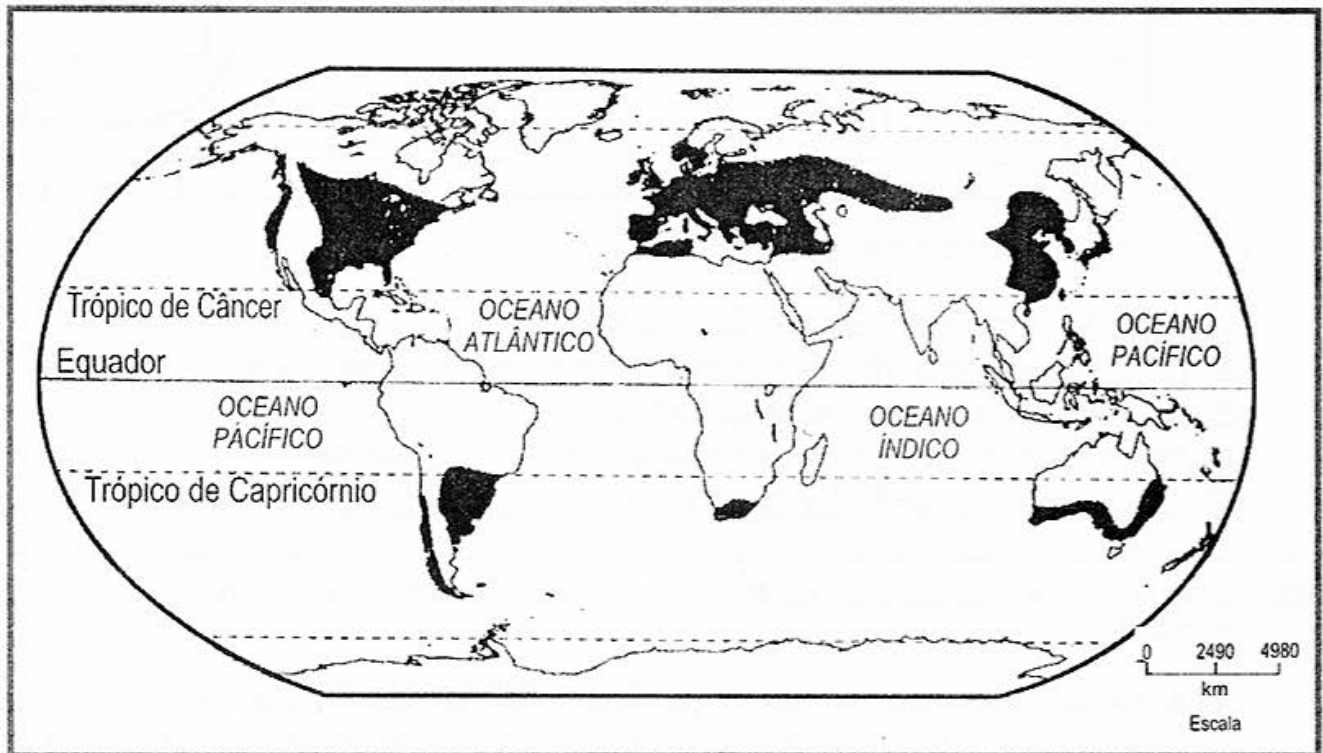 Trópico de Câncer
OCEANO
ATLÂNTICO
OCEANO
PACÍFICO
Equador
OCEANO
PÁCÍFICO
OCEANO
ÍNDICO
Trópico de Capricórnio
0 2490 4980
km
Escala